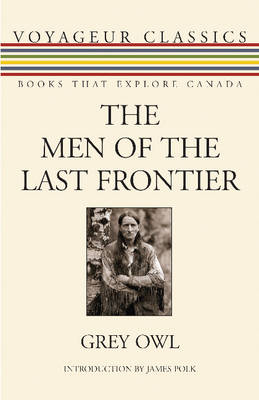 VOYAGEUR CLASSICS
BOOKS THAT EXPLORE CANADA
THE
MEN OF THE
LAST FRONTIER
GREY OWL
INTRODUCTION BY JAMES POLK